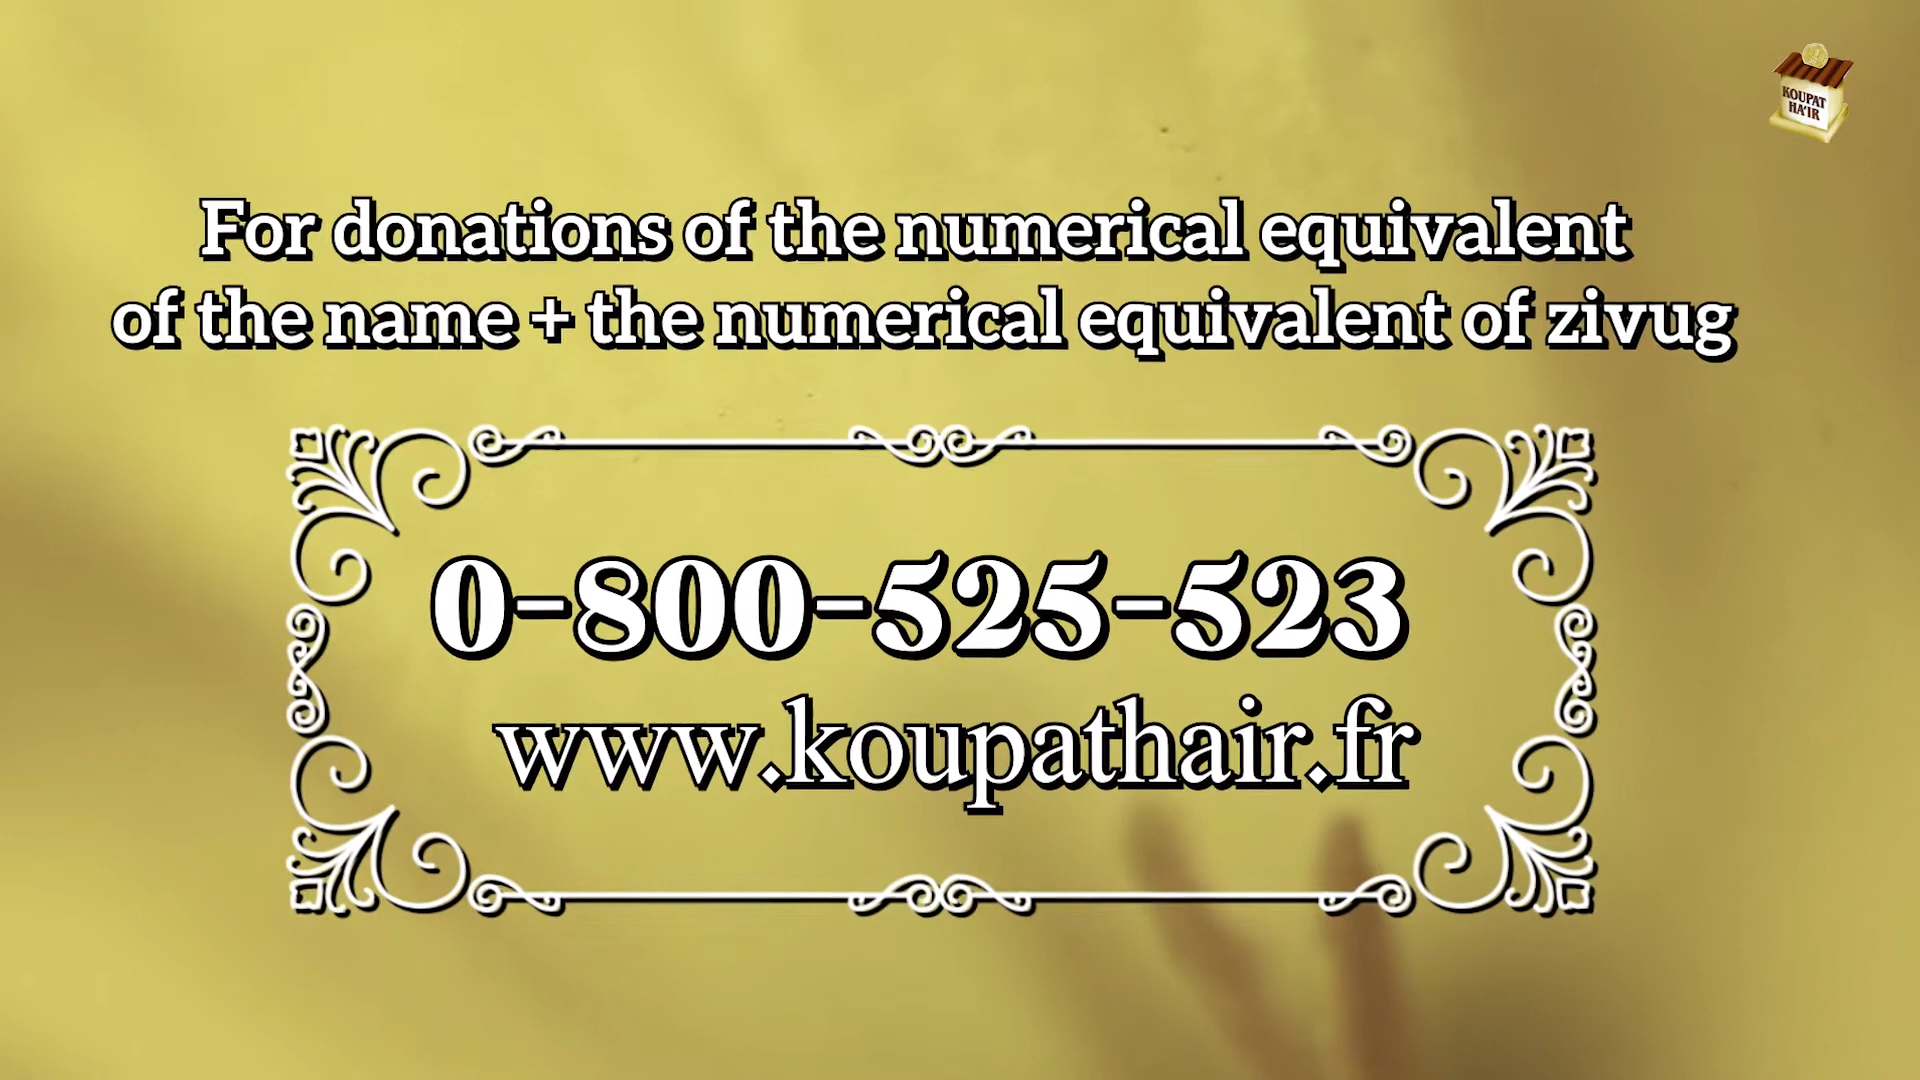 KOUPAT
HA'IR
For donations of the numerical equivalent
of the name + the numerical equivalent of zivug
0-800-525-523
www.koupathair.fr